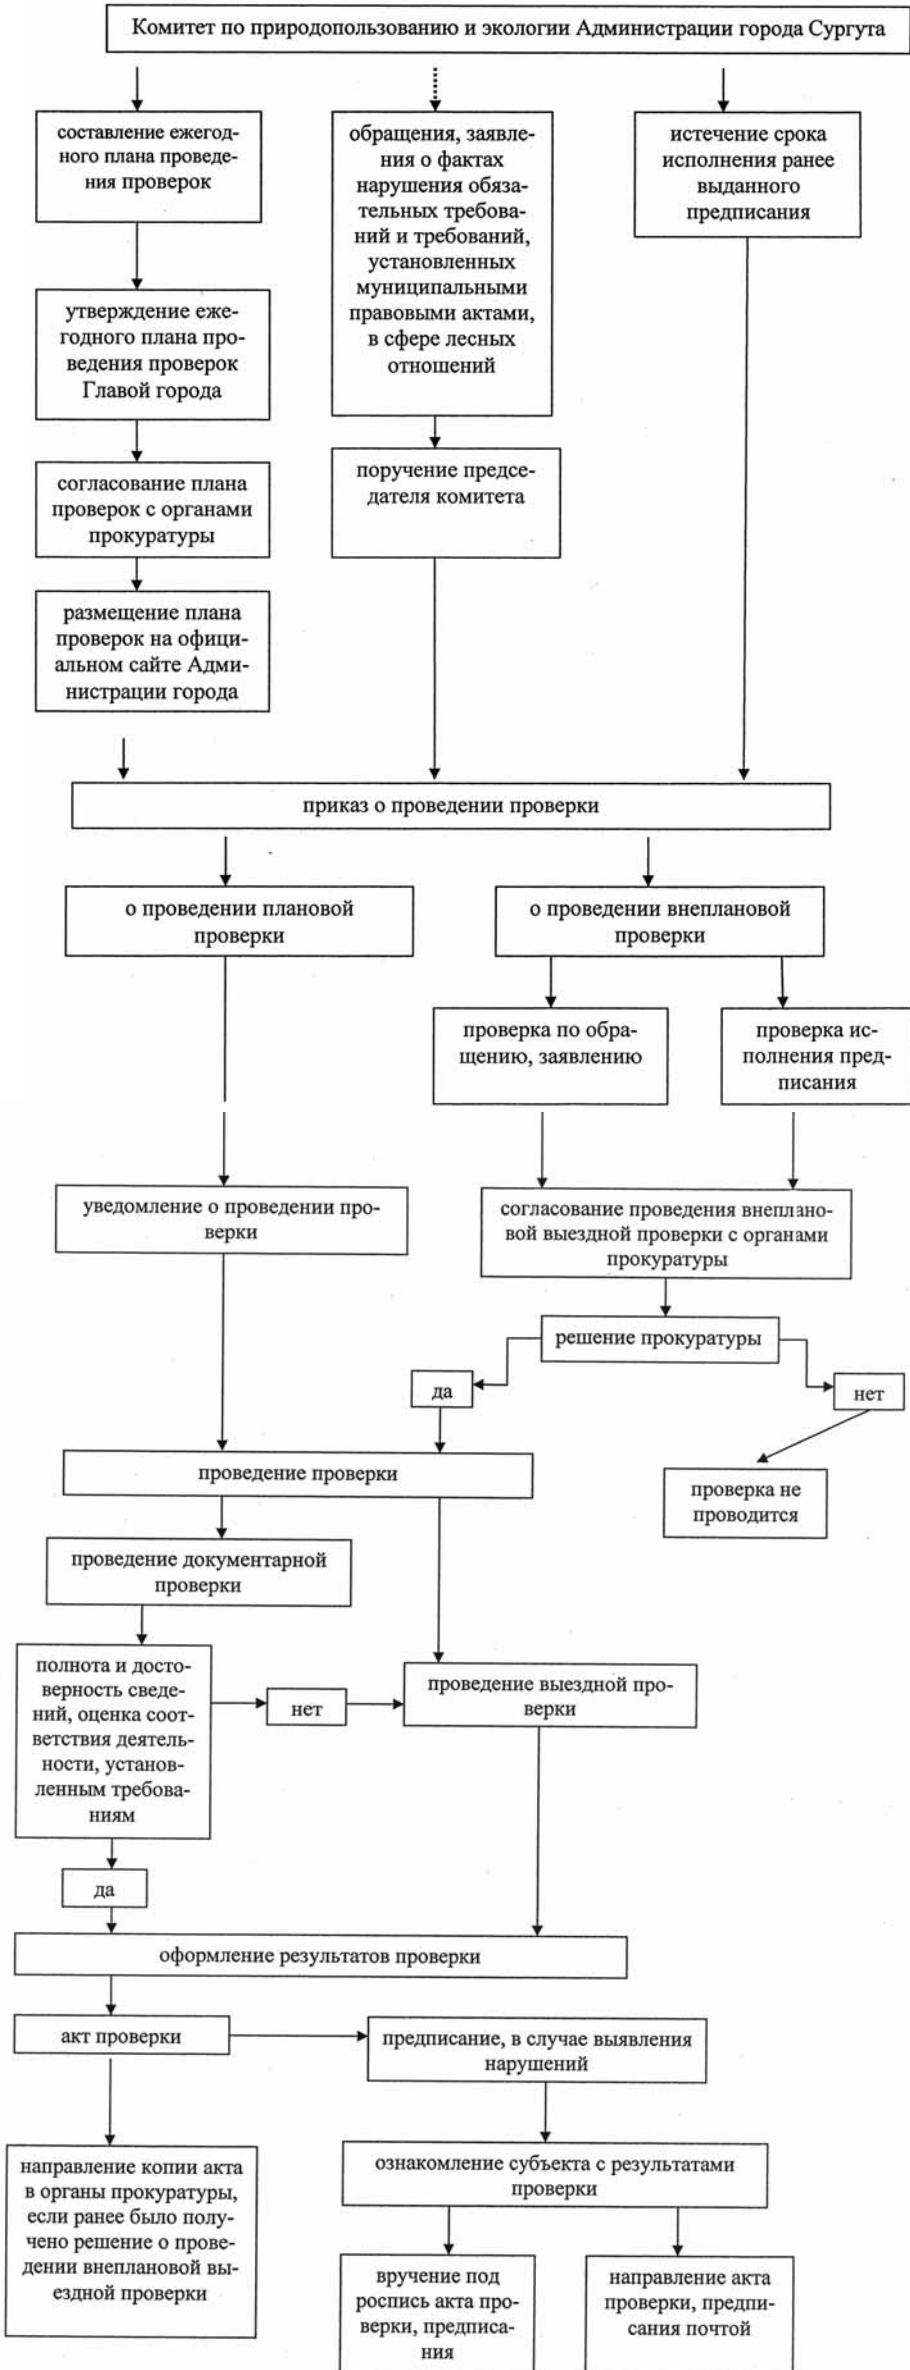 Комитет по природопользованию и экологии Администрации города Сургута
составление ежегод-
ного плана проведе-
ния проверок
обращения, заявле-
ния о фактах
нарушения обяза-
тельных требова-
ний и требований,
установленных
муниципальными
правовыми актами,
в сфере лесных
отношений
истечение срока
исполнения ранее
выданного
предписания
утверждение еже-
годного плана про-
ведения проверок
Главой города
согласование плана
проверок с органами
прокуратуры
поручение предсе-
дателя комитета
размещение плана
проверок на офици-
альном сайте Адми-
нистрации города
приказ о проведении проверки
о проведении плановой
проверки
о проведении внеплановой
проверки
проверка по обра-
щению, заявлению
проверка ис-
полнения пред-
писания
уведомление о проведении про-
верки
согласование проведения внеплано-
вой выездной проверки с органами
прокуратуры
решение прокуратуры
да
нет
проведение проверки
проверка не
проводится
проведение документарной
проверки
полнота и досто-
верность сведе-
ний, оценка соот-
ветствия деятель-
ности, установ-
ленным требова-
ниям
нет
проведение выездной про-
верки
да
оформление результатов проверки
акт проверки
предписание, в случае выявления
нарушений
направление копии акта
в органы прокуратуры,
если ранее было полу-
чено решение о прове-
дении внеплановой вы-
ездной проверки
ознакомление субъекта с результатами
проверки
вручение под
роспись акта про-
верки, предписа-
ния
направление акта
проверки, предпи-
сания почтой